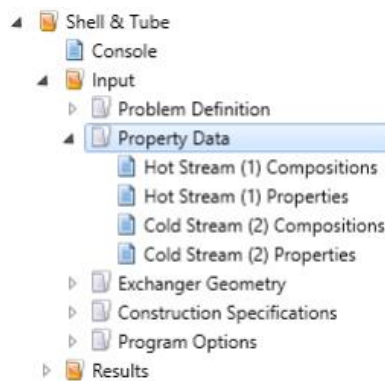 Shell & Tube
Console
Input
Problem Definition
Property Data
Hot Stream (1) Compositions
Hot Stream (1) Properties
Cold Stream (2) Compositions
Cold Stream (2) Properties
Exchanger Geometry
Construction Specifications
Program Options
Results